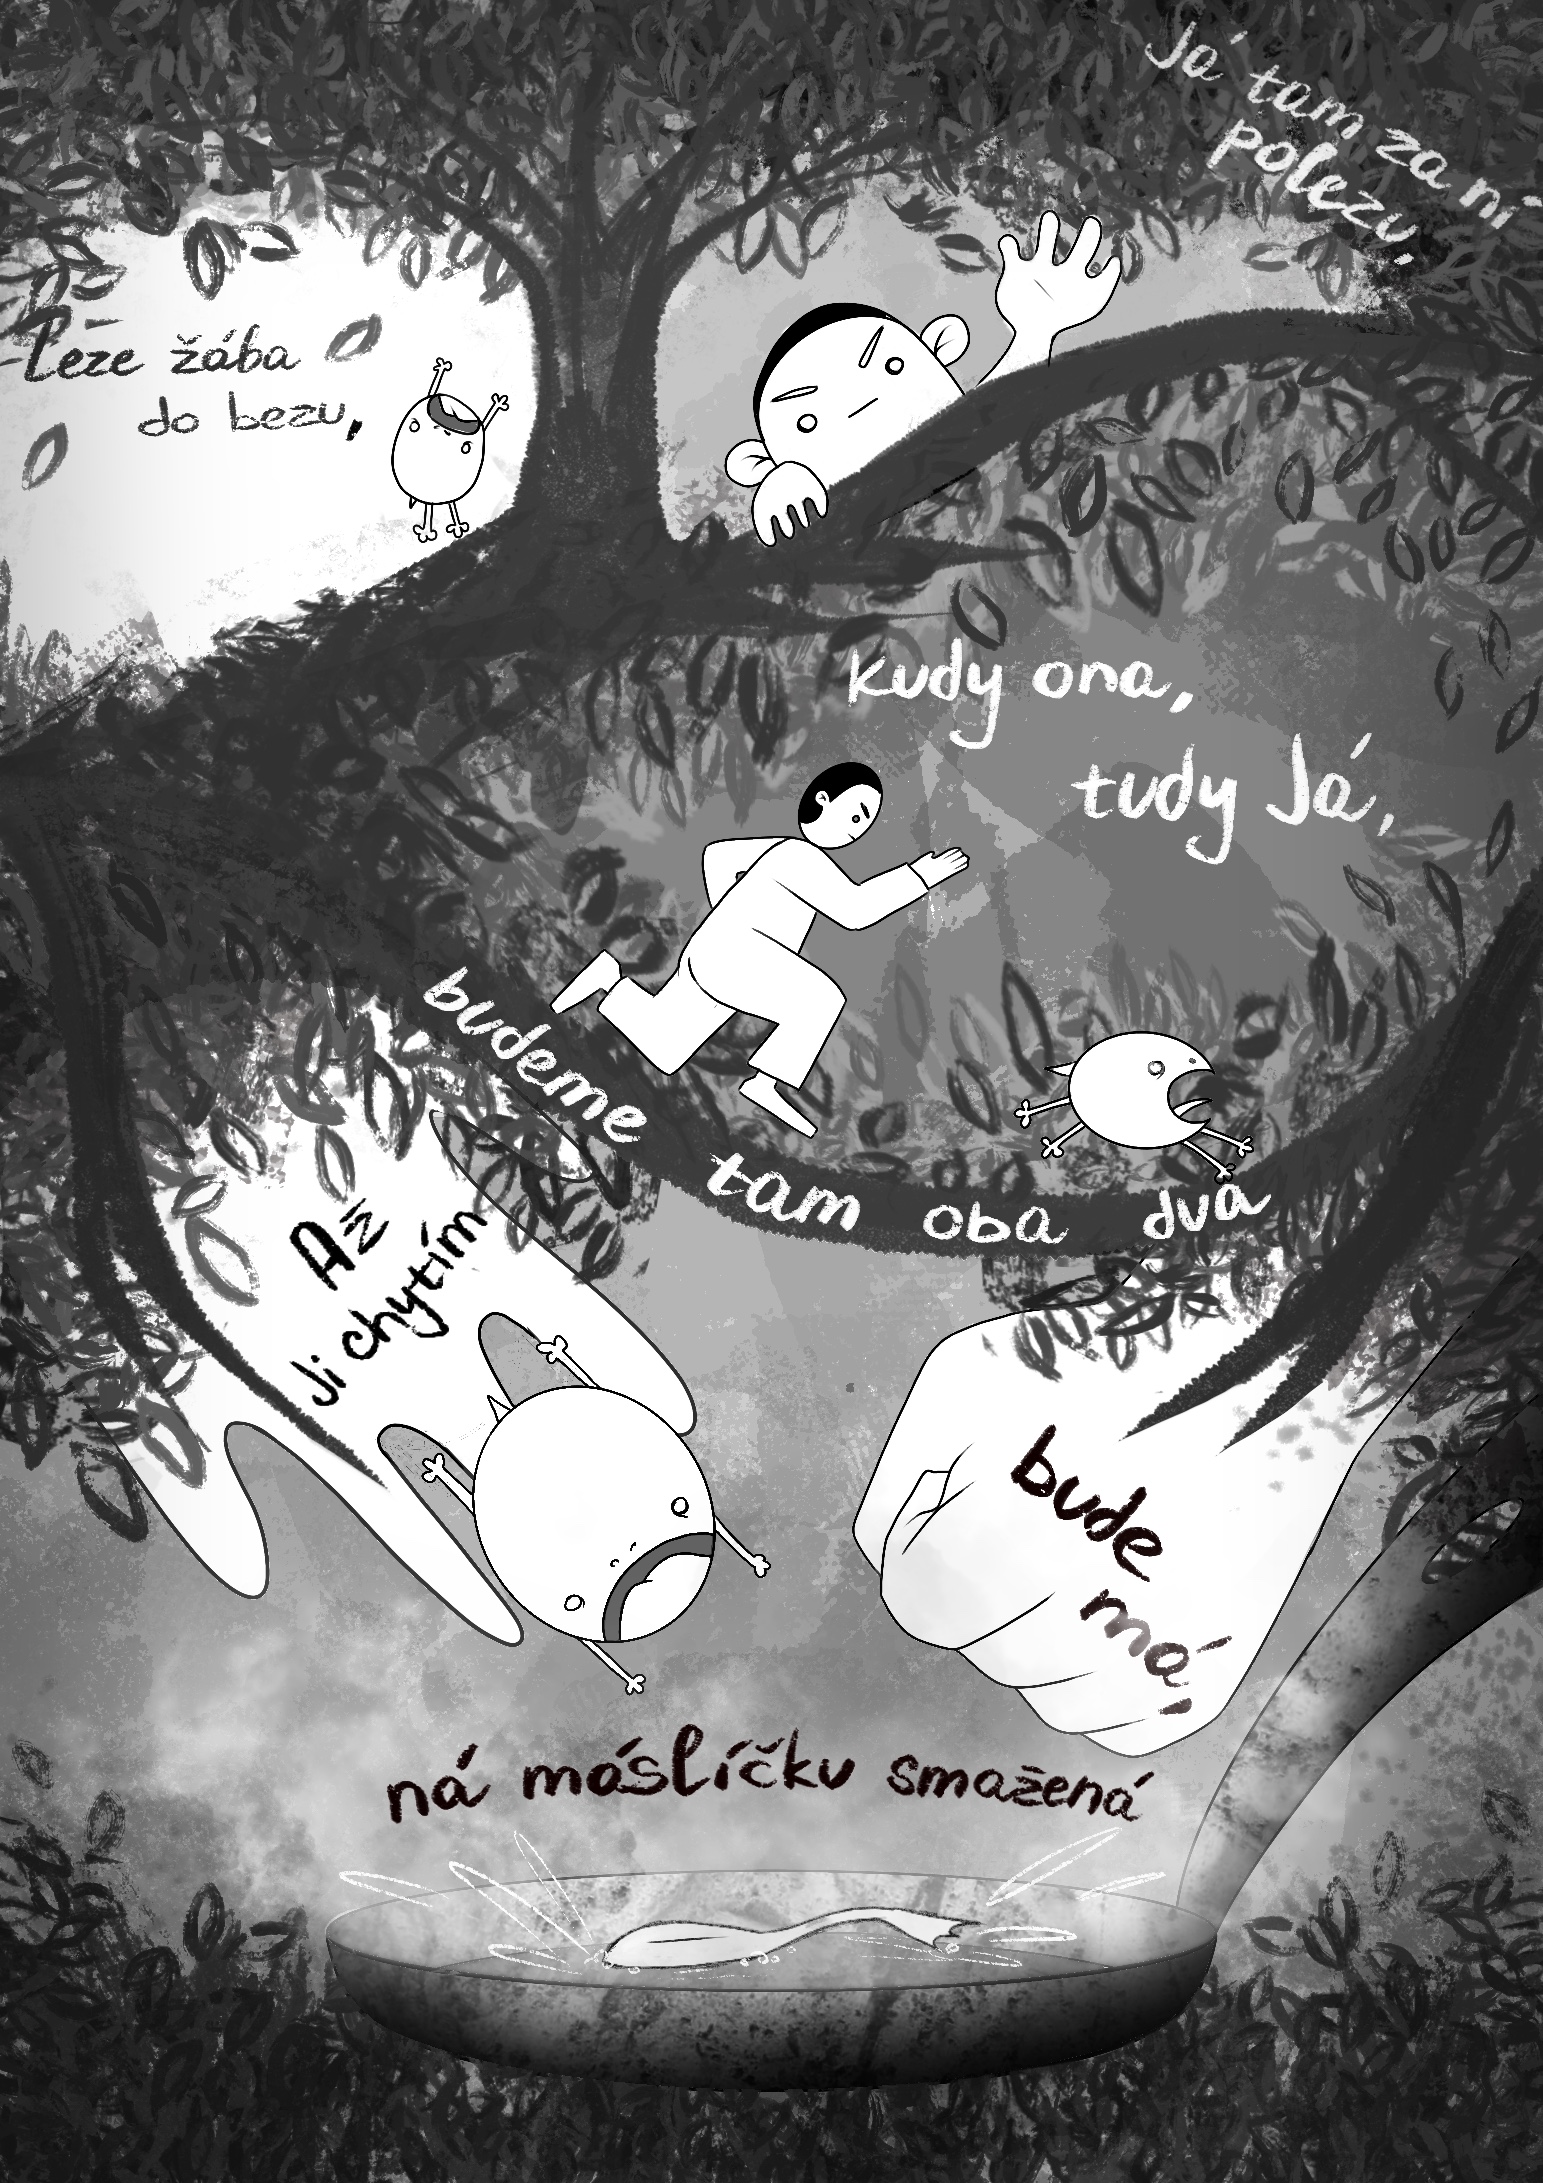 Leze žába
do bezu,
Já tam za ní
polezu,
kudy ona,
tudy Já,
budeme tam oba dva
Až
Ji chytím
bude
má,
ná máslíčku smažená